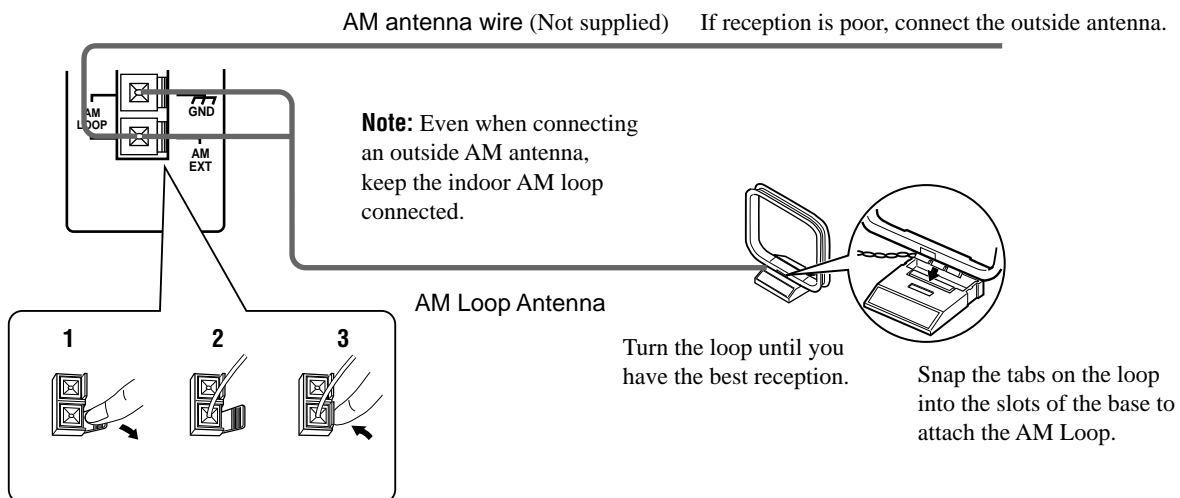 AM antenna wire (Not supplied) If reception is poor, connect the outside antenna.
AM
LOOP
GND
AM
EXT
Note: Even when connecting
an outside AM antenna,
keep the indoor AM loop
connected.
AM Loop Antenna
1 2 3
Turn the loop until you
have the best reception.
Snap the tabs on the loop
into the slots of the base to
attach the AM Loop.